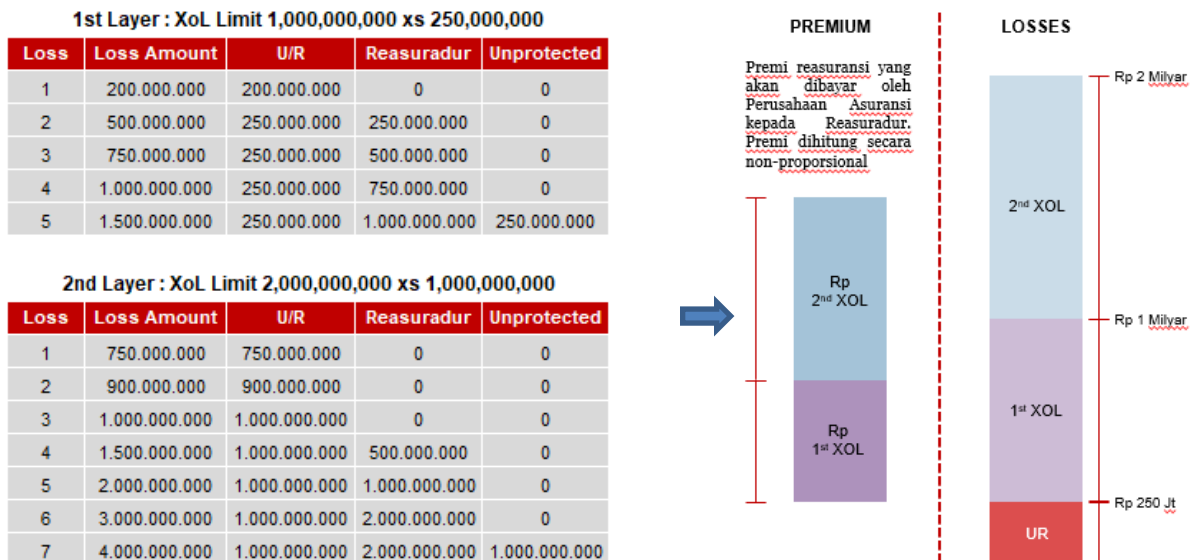 1st Layer : XoL Limit 1,000,000,000 xs 250,000,000
Loss Loss Amount U/R Reasuradur Unprotected
1 200.000.000 200.000.000 0 0
2 500.000.000 250.000.000 250.000.000 0
3 750.000.000 250.000.000 500.000.000 0
4 1.000.000.000 250.000.000 750.000.000 0
5 1.500.000.000 250.000.000 1.000.000.000 250.000.000
2nd Layer : XoL Limit 2,000,000,000 xs 1,000,000,000
Loss Loss Amount U/R Reasuradur Unprotected
1 750.000.000 750.000.000 0 0
2 900.000.000 900.000.000 0 0
3 1.000.000.000 1.000.000.000 0 0
4 1.500.000.000 1.000.000.000 500.000.000 0
5 2.000.000.000 1.000.000.000 1.000.000.000 0
6 3.000.000.000 1.000.000.000 2.000.000.000 0
7 4.000.000.000 1.000.000.000 2.000.000.000 1.000.000.000
PREMIUM
Premi reasuransi yang
akan dibayar oleh
Perusahaan Asuransi
kepada Reasuradur.
Premi dihitung secara
non-proporsional
Rp
2nd XOL
Rp
1st XOL
LOSSES
Rp 2 Milyar
2nd XOL
Rp 1 Milyar
1st XOL
Rp 250 Jt
UR